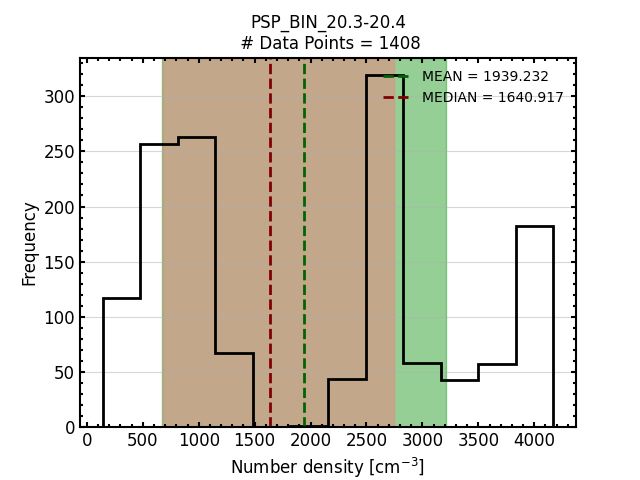 PSP_BIN_20.3-20.4
# Data Points = 1408
MEAN = 1939.232
MEDIAN = 1640.917
Frequency
300
250
200
150
100
50
0
0 500 1000 1500 2000 2500 3000 3500 4000
Number density [cm⁻³]